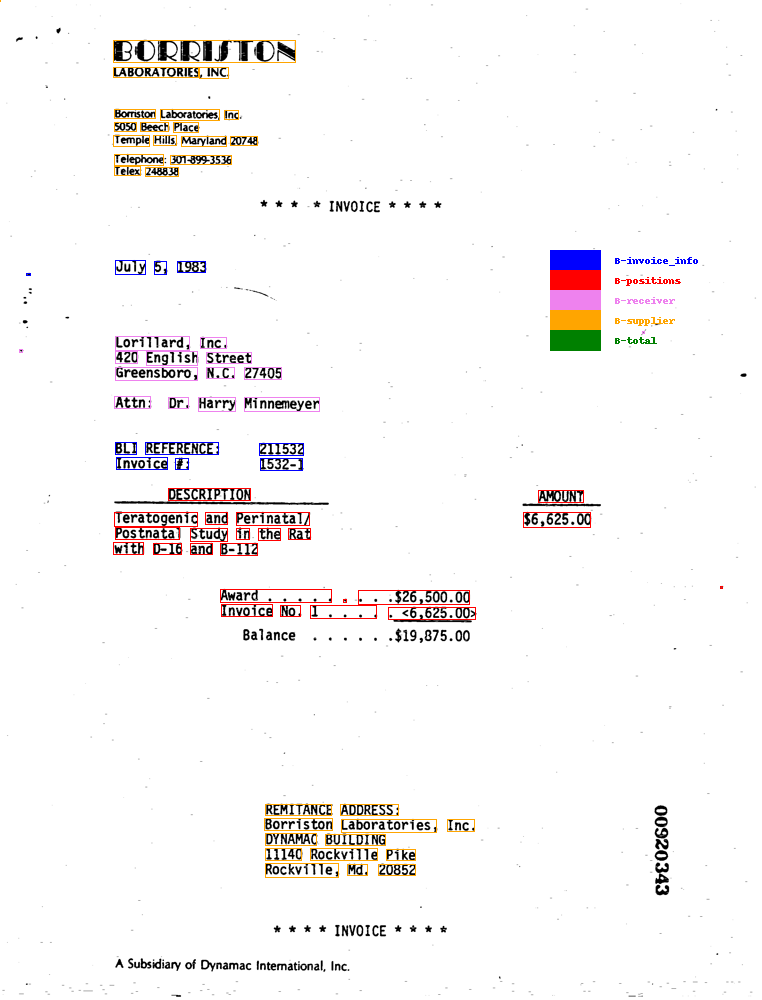 BORRISTON
LABORATORIES, INC.
Borriston Laboratories, Inc.
5050 Beech Place
Temple Hills, Maryland 20748
Telephone: 301-899-3536
Telex 248838
* * * * INVOICE * * * *
July 5, 1983
B-invoice_info
B-positions
B-receiver
B-supplier
B-total
Lorillard, Inc.
420 English Street
Greensboro, N.C. 27405
Attn: Dr. Harry Minnemeyer
BLI REFERENCE: 211532
Invoice #: 1532-1
DESCRIPTION AMOUNT
Teratogenic and Perinatal/ $6,625.00
Postnatal Study in the Rat
with D-16 and B-112
Award . . . . . . . . .$26,500.00
Invoice No. 1 . . . . . <6,625.00>
Balance . . . . . .$19,875.00
REMITANCE ADDRESS:
Borriston Laboratories, Inc.
DYNAMAC BUILDING
11140 Rockville Pike
Rockville, Md. 20852
00920343
* * * * INVOICE * * * *
A Subsidiary of Dynamac International, Inc.